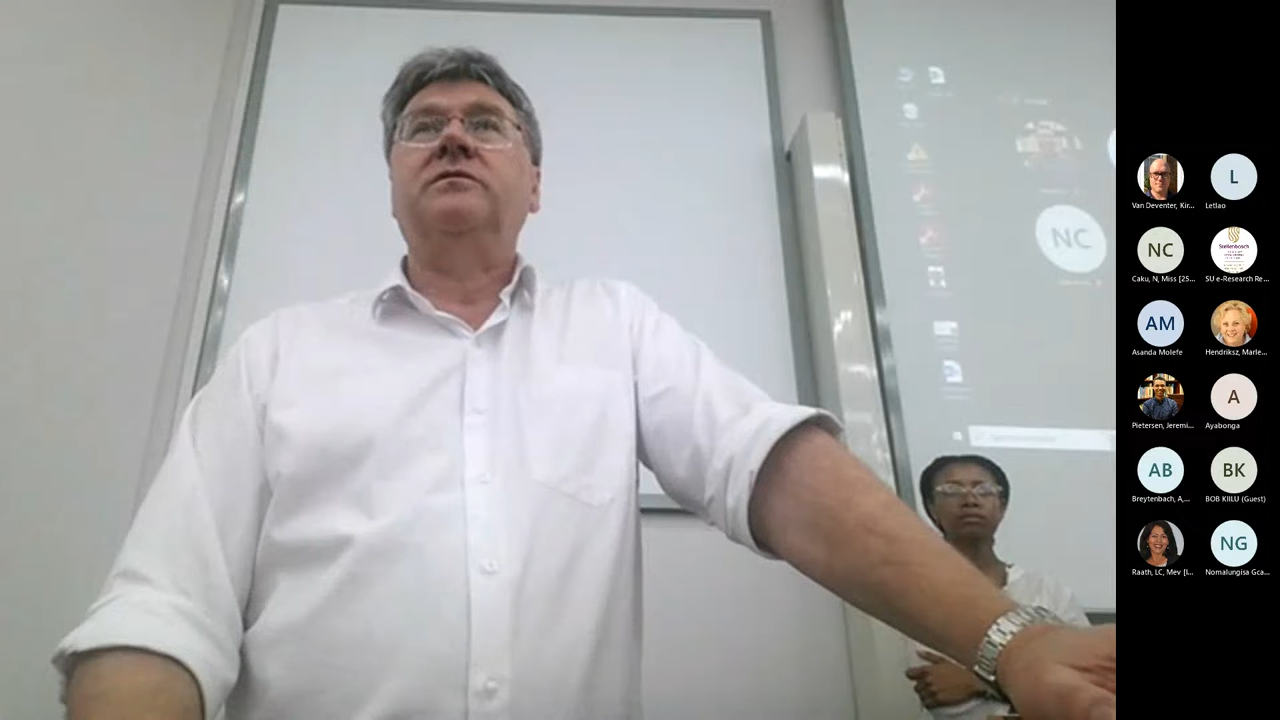 NC
Van Deventer, Kir...
L
Letlao
NC
Caku, N, Miss [25...
Stellenbosch
SU e-Research Re...
AM
Asanda Molefe
Hendriksz, Marle...
Pietersen, Jeremi...
A
Ayabonga
AB
Breytenbach, A,...
BK
BOB KIILU (Guest)
Raath, LC, Mev [l...
NG
Nomalungisa Gca...